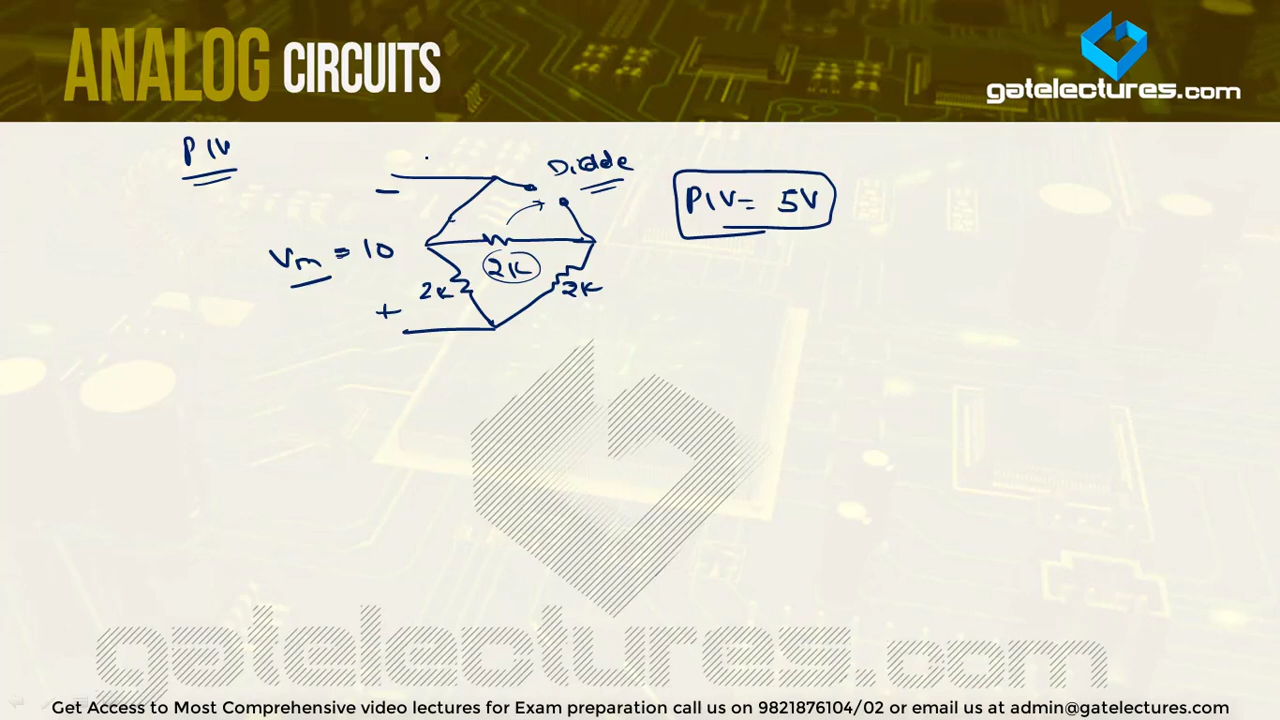 ANALOG CIRCUITS
gatelectures.com
PIV
Diode
PIV = 5V
−
Vm = 10
2K
2K
2K
+
gatelectures.com
Get Access to Most Comprehensive video lectures for Exam preparation call us on 9821876104/02 or email us at admin@gatelectures.com